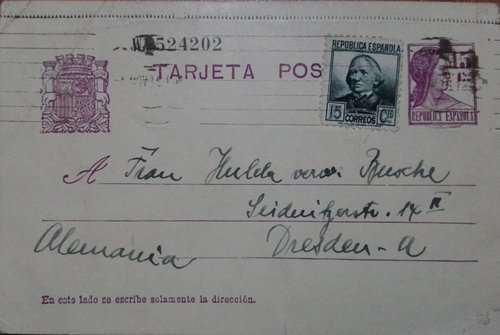 524202
TARJETA POS
REPUBLICA ESPAÑOLA
15 CTS
CORREOS
15
REPUBLICA ESPAÑOLA
A Frau Hulda verw. Busche
Seidnitzerstr. 14 II
Alemania Dresden-A
En este lado se escribe solamente la dirección.